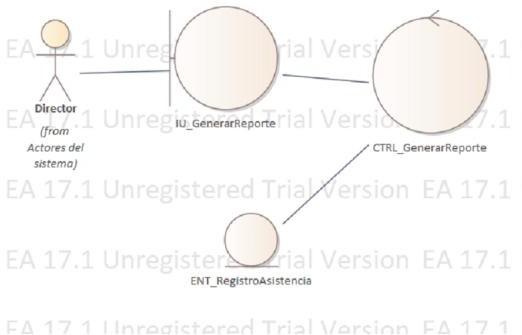 EA 17.1 Unregistered Trial Version EA 17.1
Director
(from
Actores del
sistema)
IU_GenerarReporte
CTRL_GenerarReporte
EA 17.1 Unregistered Trial Version EA 17.1
EA 17.1 Unregistered Trial Version EA 17.1
ENT_RegistroAsistencia
EA 17.1 Unregistered Trial Version EA 17.1
EA 17.1 Unregistered Trial Version EA 17.1